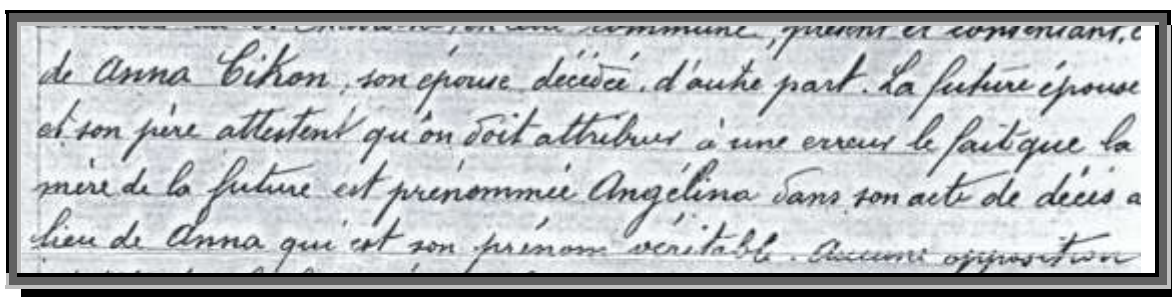 commune, présent et consentant, e
de Anna Cikon, son épouse décédée, d'autre part. La future épouse
et son père attestent qu'on doit attribuer à une erreur le fait que la
mère de la future est prénommée Angélina dans son acte de décès a
lieu de Anna qui est son prénom véritable. Aucune opposition